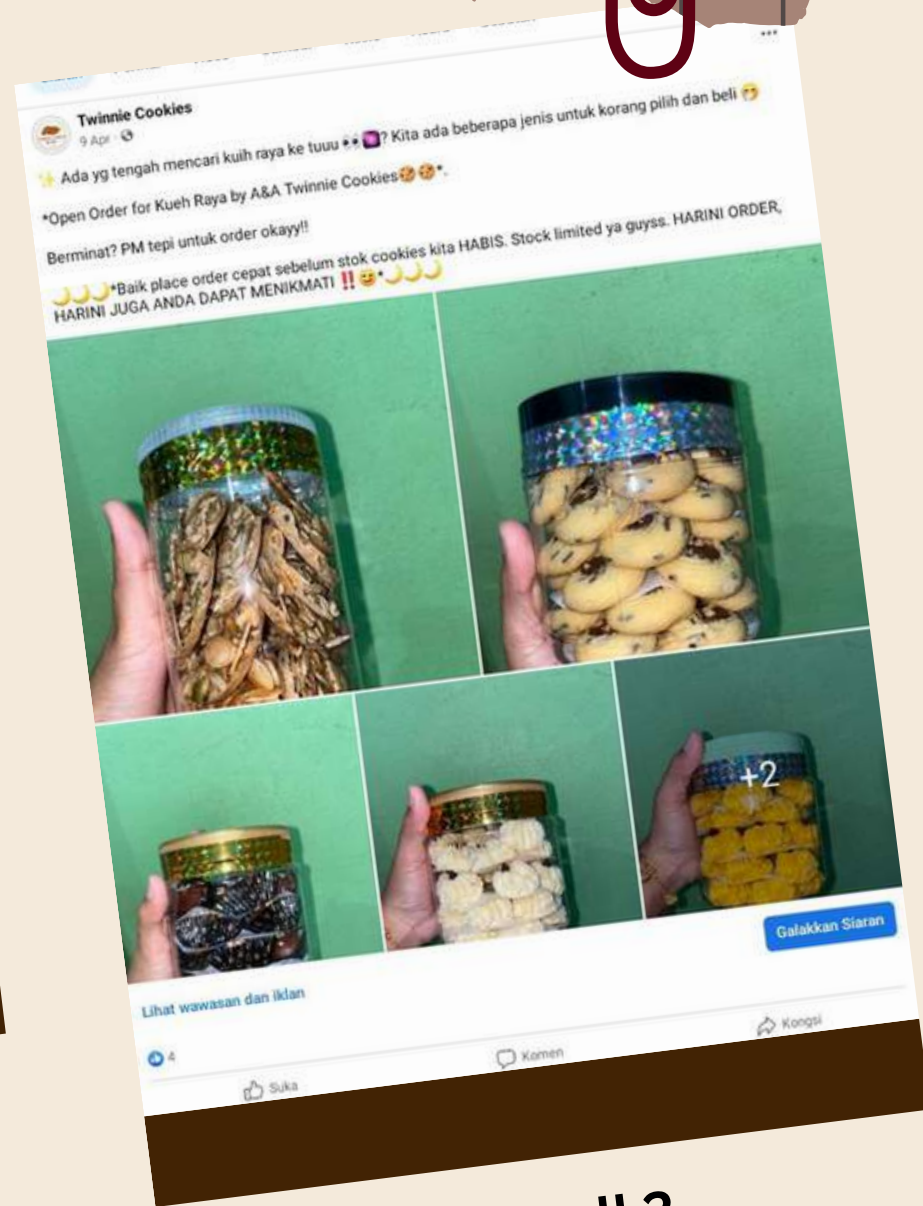 Twinnie Cookies
9 Apr
✨ Ada yg tengah mencari kuih raya ke tuuu 👀? Kita ada beberapa jenis untuk korang pilih dan beli 🤭
*Open Order for Kueh Raya by A&A Twinnie Cookies🍪🍪*.
Berminat? PM tepi untuk order okayy!!
🌙🌙🌙*Baik place order cepat sebelum stok cookies kita HABIS. Stock limited ya guyss. HARINI ORDER,
HARINI JUGA ANDA DAPAT MENIKMATI ‼️😋*🌙🌙🌙
+2
Galakkan Siaran
Lihat wawasan dan iklan
4
Suka
Komen
Kongsi